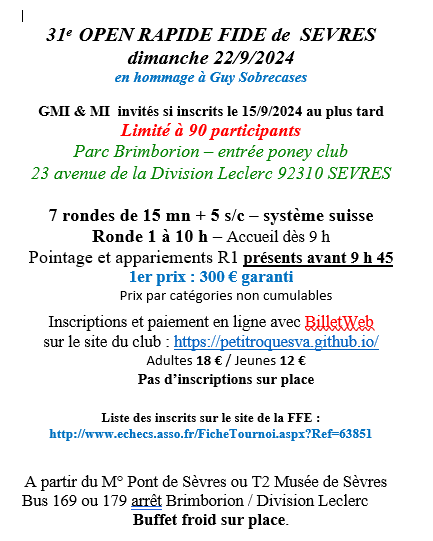 31e OPEN RAPIDE FIDE de SEVRES
dimanche 22/9/2024
en hommage à Guy Sobrecases
GMI & MI invités si inscrits le 15/9/2024 au plus tard
Limité à 90 participants
Parc Brimborion – entrée poney club
23 avenue de la Division Leclerc 92310 SEVRES
7 rondes de 15 mn + 5 s/c – système suisse
Ronde 1 à 10 h – Accueil dès 9 h
Pointage et appariements R1 présents avant 9 h 45
1er prix : 300 € garanti
Prix par catégories non cumulables
Inscriptions et paiement en ligne avec BilletWeb
sur le site du club : https://petitroquesva.github.io/
Adultes 18 € / Jeunes 12 €
Pas d’inscriptions sur place
Liste des inscrits sur le site de la FFE :
http://www.echecs.asso.fr/FicheTournoi.aspx?Ref=63851
A partir du M° Pont de Sèvres ou T2 Musée de Sèvres
Bus 169 ou 179 arrêt Brimborion / Division Leclerc
Buffet froid sur place.